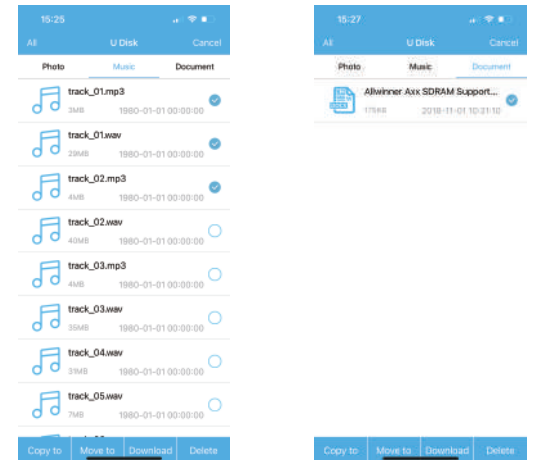 15:25
All U Disk Cancel
Photo Music Document
track_01.mp3
3MB 1980-01-01 00:00:00
track_01.wav
29MB 1980-01-01 00:00:00
track_02.mp3
4MB 1980-01-01 00:00:00
track_02.wav
40MB 1980-01-01 00:00:00
track_03.mp3
4MB 1980-01-01 00:00:00
track_03.wav
35MB 1980-01-01 00:00:00
track_04.wav
31MB 1980-01-01 00:00:00
track_05.wav
7MB 1980-01-01 00:00:00
Copy to Move to Download Delete
15:27
All U Disk Cancel
Photo Music Document
Allwinner Axx SDRAM Support...
175KB 2018-11-01 10:31:10
Copy to Move to Download Delete